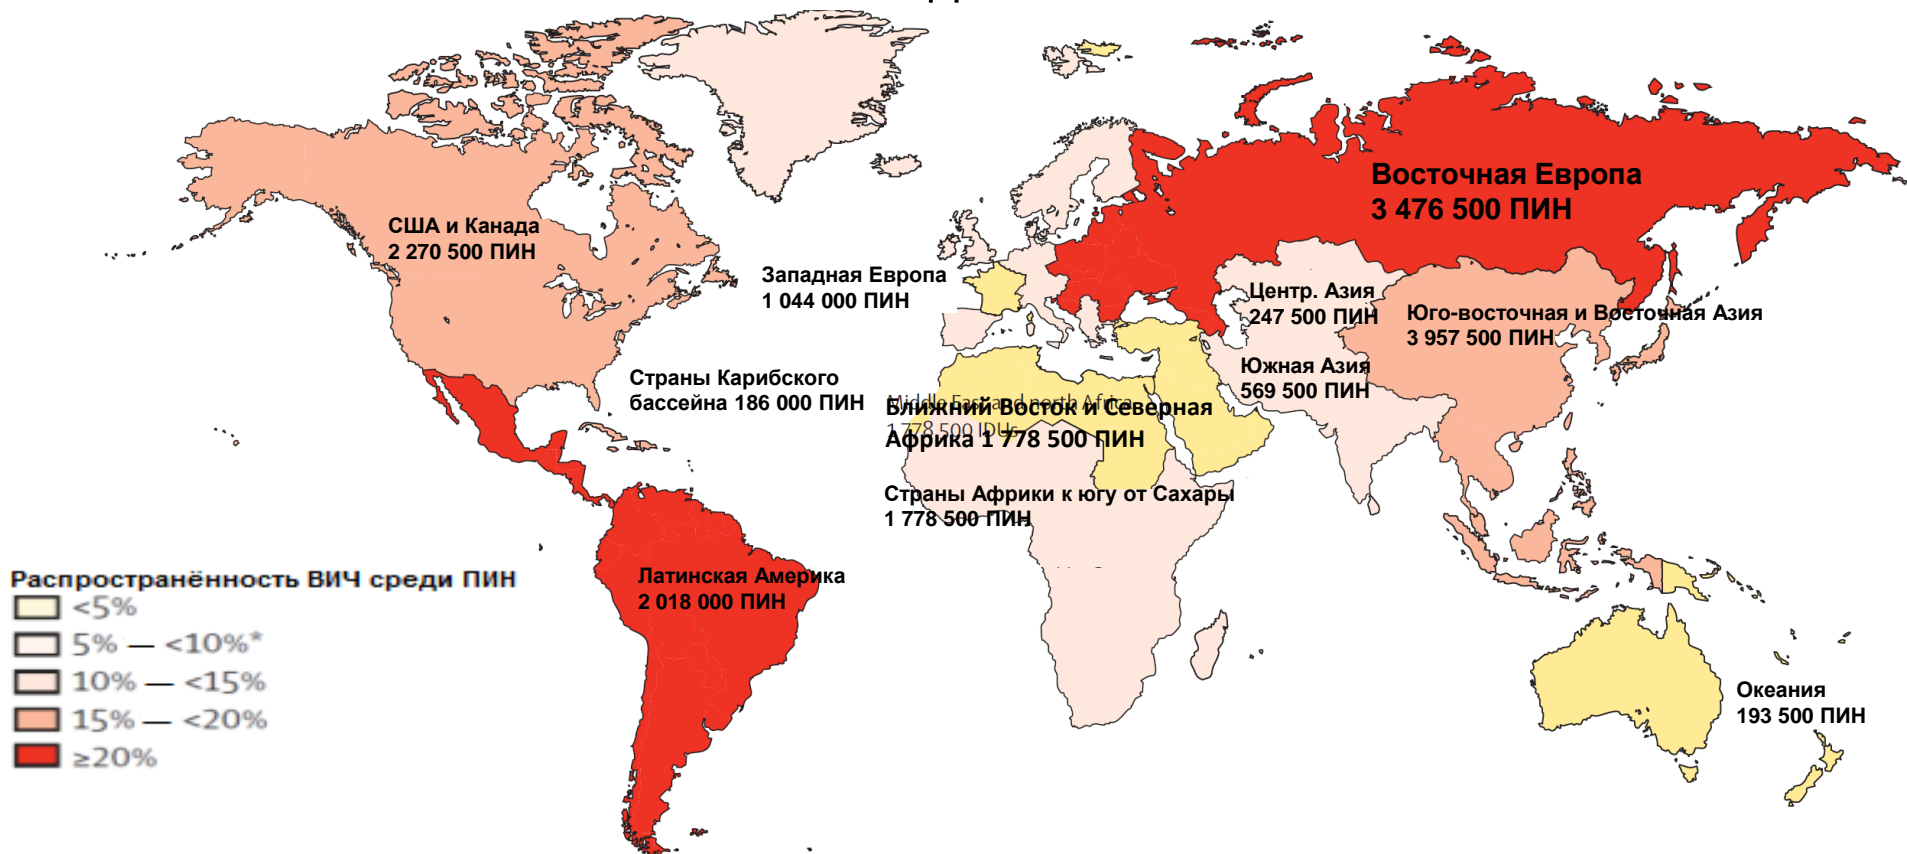 США и Канада
2 270 500 ПИН
Западная Европа
1 044 000 ПИН
Восточная Европа
3 476 500 ПИН
Центр. Азия
247 500 ПИН
Юго-восточная и Восточная Азия
3 957 500 ПИН
Южная Азия
569 500 ПИН
Страны Карибского
бассейна 186 000 ПИН
Middle East and north Africa
1 778 500 IDUs
Ближний Восток и Северная
Африка 1 778 500 ПИН
Страны Африки к югу от Сахары
1 778 500 ПИН
Латинская Америка
2 018 000 ПИН
Океания
193 500 ПИН
Распространённость ВИЧ среди ПИН
<5%
5% — <10%*
10% — <15%
15% — <20%
≥20%